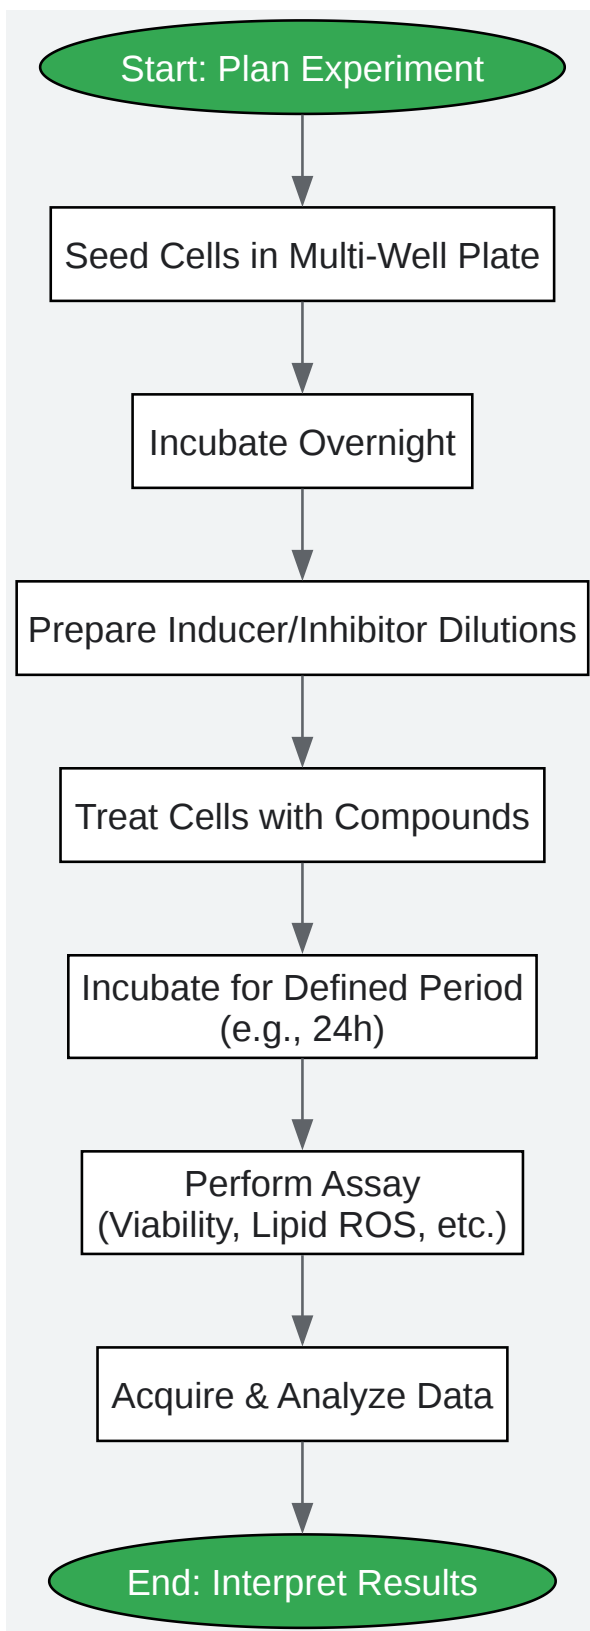 Start: Plan Experiment
Seed Cells in Multi-Well Plate
Incubate Overnight
Prepare Inducer/Inhibitor Dilutions
Treat Cells with Compounds
Incubate for Defined Period
(e.g., 24h)
Perform Assay
(Viability, Lipid ROS, etc.)
Acquire & Analyze Data
End: Interpret Results